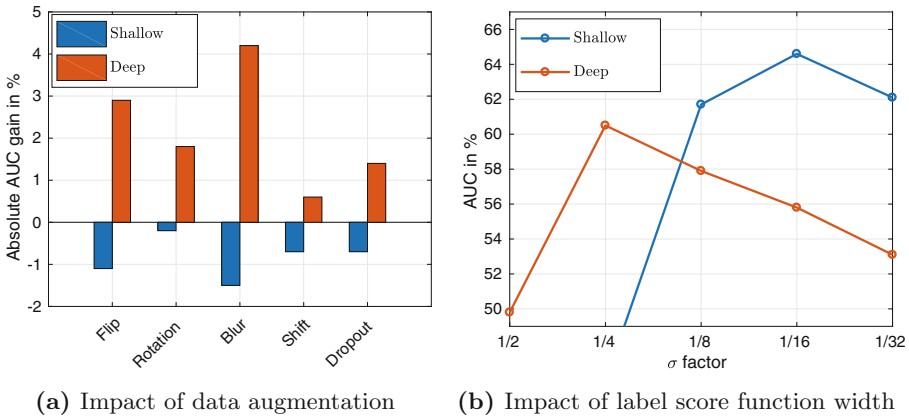 5
4
3
2
1
0
-1
-2
Absolute AUC gain in %
Shallow
Deep
Flip
Rotation
Blur
Shift
Dropout
(a) Impact of data augmentation
66
64
62
60
58
56
54
52
50
AUC in %
Shallow
Deep
1/2
1/4
1/8
1/16
1/32
σ factor
(b) Impact of label score function width